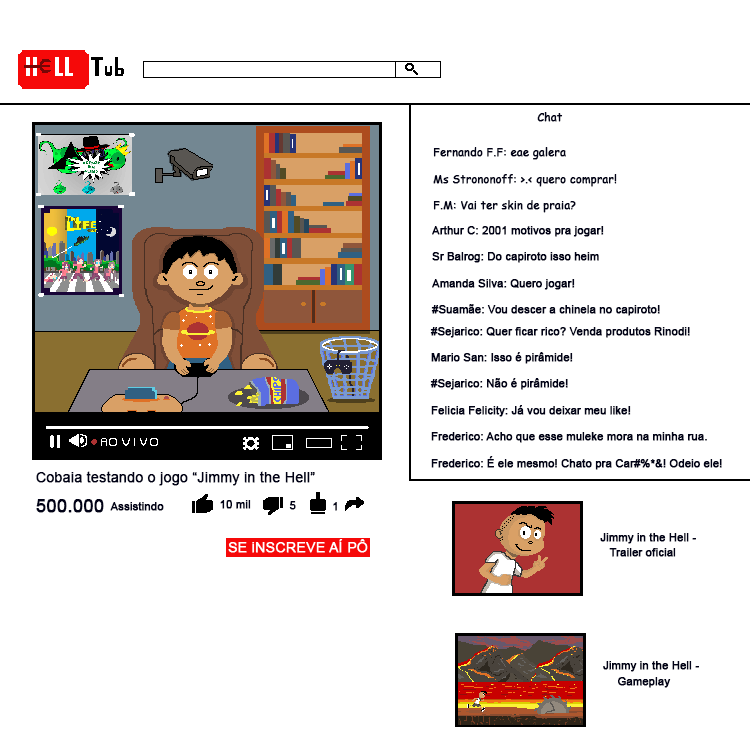 HELL Tub
Chat
Fernando F.F: eae galera
Ms Strononoff: >.< quero comprar!
F.M: Vai ter skin de praia?
Arthur C: 2001 motivos pra jogar!
Sr Balrog: Do capiroto isso heim
Amanda Silva: Quero jogar!
#Suamãe: Vou descer a chinela no capiroto!
#Sejarico: Quer ficar rico? Venda produtos Rinodi!
Mario San: Isso é pirâmide!
#Sejarico: Não é pirâmide!
Felicia Felicity: Já vou deixar meu like!
Frederico: Acho que esse muleke mora na minha rua.
Frederico: É ele mesmo! Chato pra Car#%*&! Odeio ele!
LIFE
CHIPS
AO VIVO
Cobaia testando o jogo “Jimmy in the Hell”
500.000 Assistindo
10 mil 5 1
SE INSCREVE AÍ PÔ
Jimmy in the Hell -
Trailer oficial
Jimmy in the Hell -
Gameplay